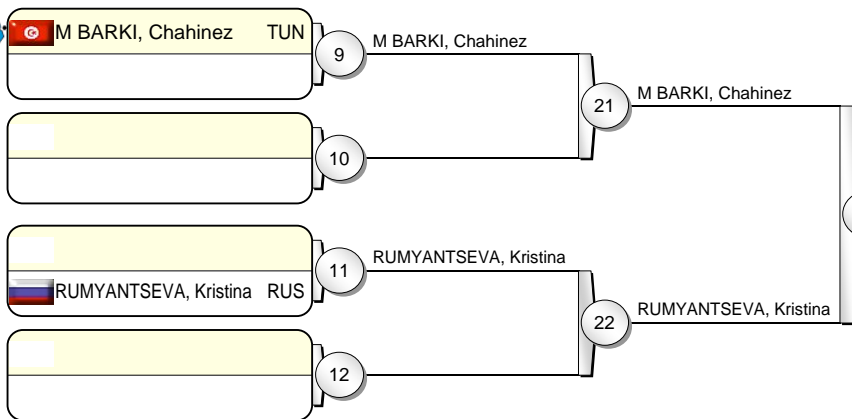 M BARKI, Chahinez TUN
9
M BARKI, Chahinez
21
M BARKI, Chahinez
10
11
RUMYANTSEVA, Kristina
RUMYANTSEVA, Kristina RUS
22
RUMYANTSEVA, Kristina
12